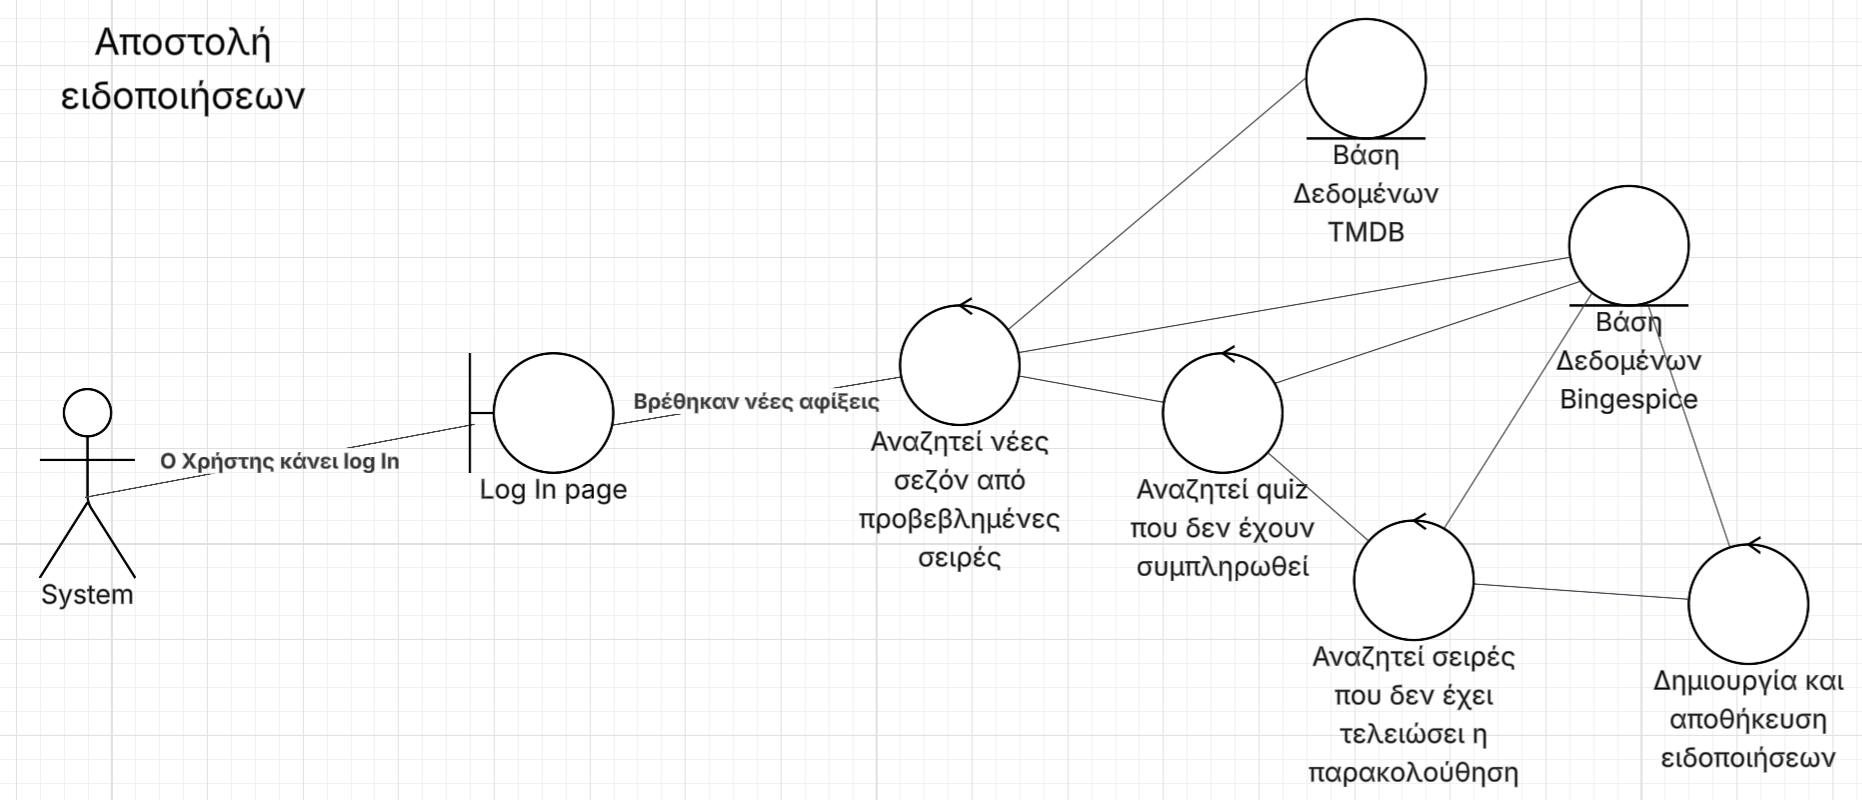 Αποστολή
ειδοποιήσεων
Βάση
Δεδομένων
TMDB
Βάση
Δεδομένων
Bingespice
Ο Χρήστης κάνει log In
Βρέθηκαν νέες αφίξεις
System
Log In page
Αναζητεί νέες
σεζόν από
προβεβλημένες
σειρές
Αναζητεί quiz
που δεν έχουν
συμπληρωθεί
Αναζητεί σειρές
που δεν έχει
τελειώσει η
παρακολούθηση
Δημιουργία και
αποθήκευση
ειδοποιήσεων